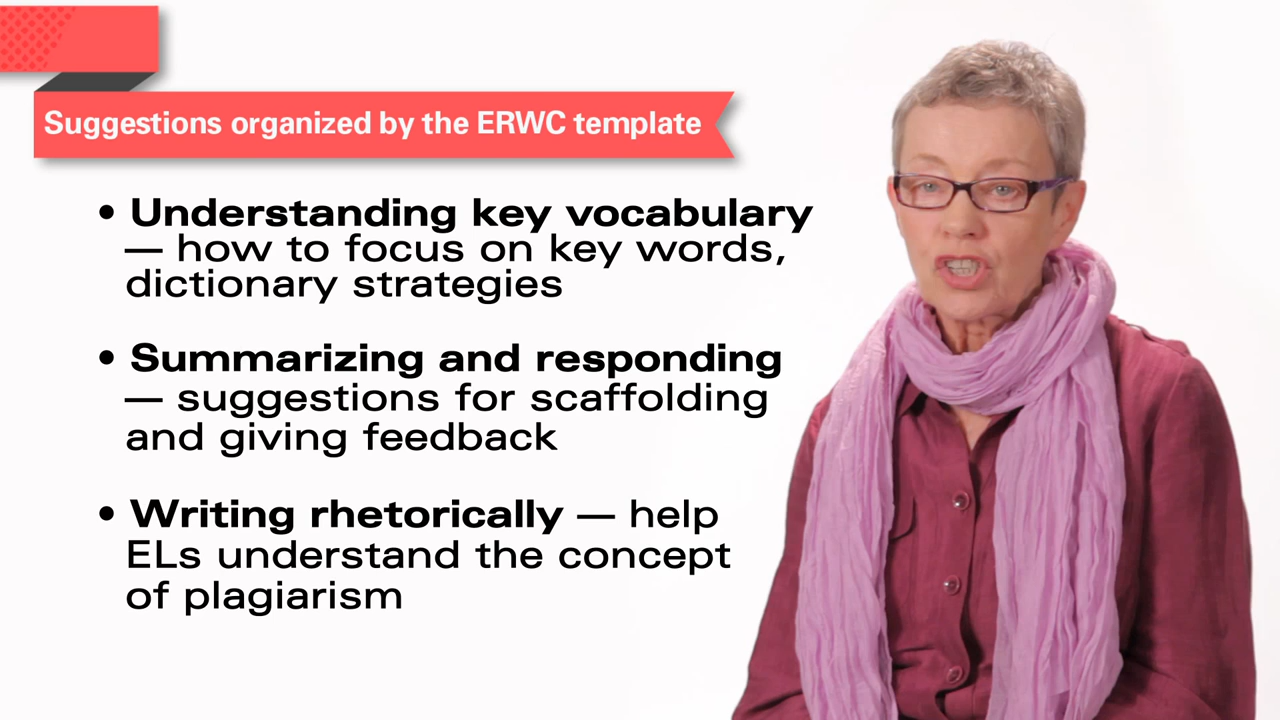 Suggestions organized by the ERWC template
• Understanding key vocabulary
— how to focus on key words,
dictionary strategies
• Summarizing and responding
— suggestions for scaffolding
and giving feedback
• Writing rhetorically — help
ELs understand the concept
of plagiarism